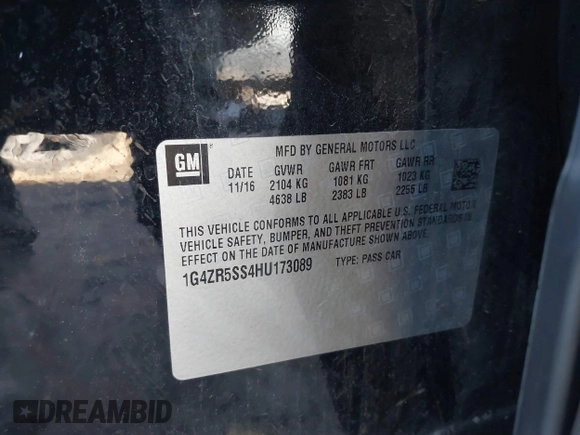 MFD BY GENERAL MOTORS LLC
GM DATE GVWR GAWR FRT GAWR RR
11/16 2104 KG 1081 KG 1023 KG
4638 LB 2383 LB 2255 LB
THIS VEHICLE CONFORMS TO ALL APPLICABLE U.S. FEDERAL MOTOR
VEHICLE SAFETY, BUMPER, AND THEFT PREVENTION STANDARDS IN
EFFECT ON THE DATE OF MANUFACTURE SHOWN ABOVE.
1G4ZR5SS4HU173089 TYPE: PASS CAR
DREAMBID